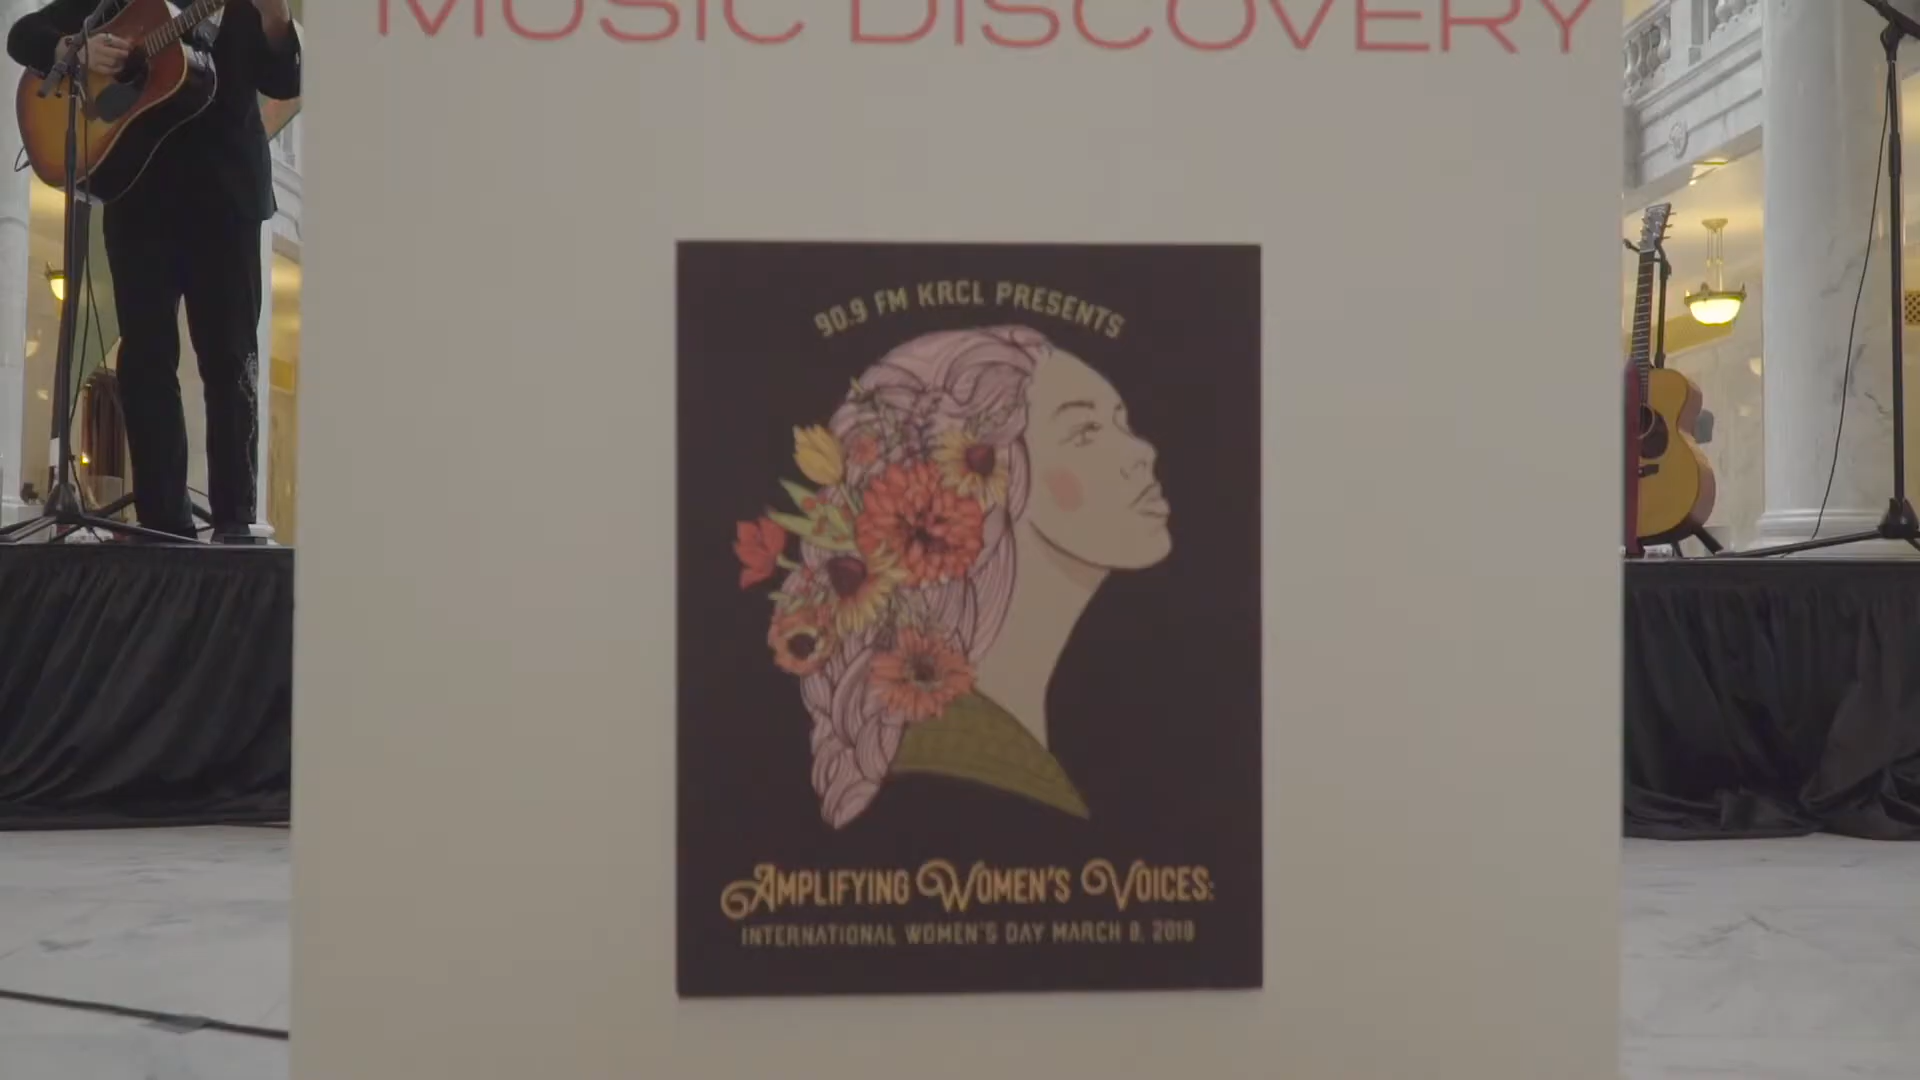 MUSIC DISCOVERY
90.9 FM KRCL PRESENTS
AMPLIFYING WOMEN'S VOICES:
INTERNATIONAL WOMEN'S DAY MARCH 8, 2018